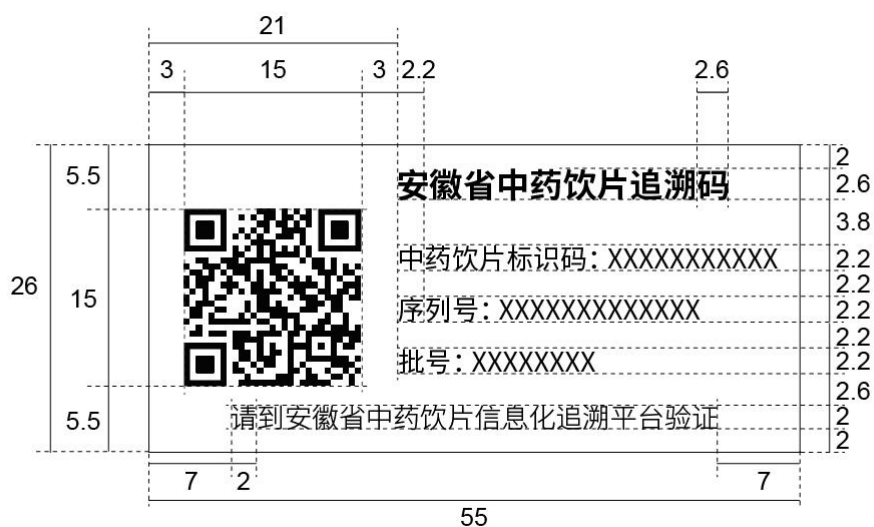 21
3 15 3 2.2 2.6
2
5.5 安徽省中药饮片追溯码 2.6
3.8
中药饮片标识码：XXXXXXXXXXX 2.2
2.2
26 15 序列号：XXXXXXXXXXXXX 2.2
2.2
批号：XXXXXXXX 2.2
2.6
5.5 请到安徽省中药饮片信息化追溯平台验证 2
2
7 2 7
55